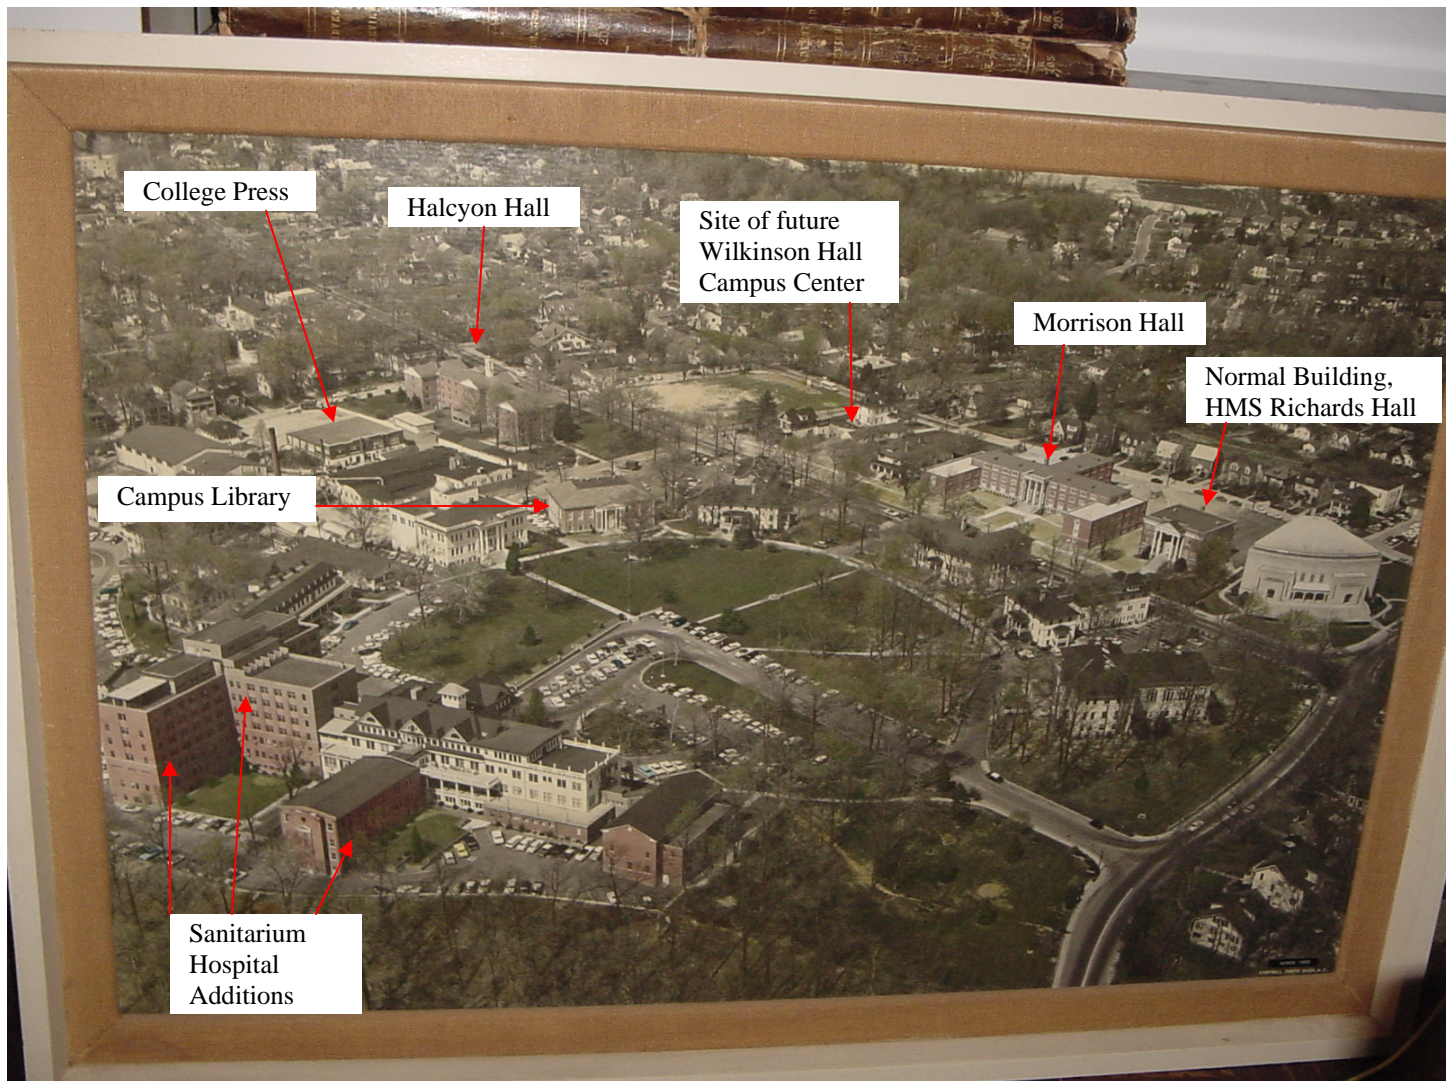 College Press
Halcyon Hall
Site of future
Wilkinson Hall
Campus Center
Morrison Hall
Normal Building,
HMS Richards Hall
Campus Library
Sanitarium
Hospital
Additions